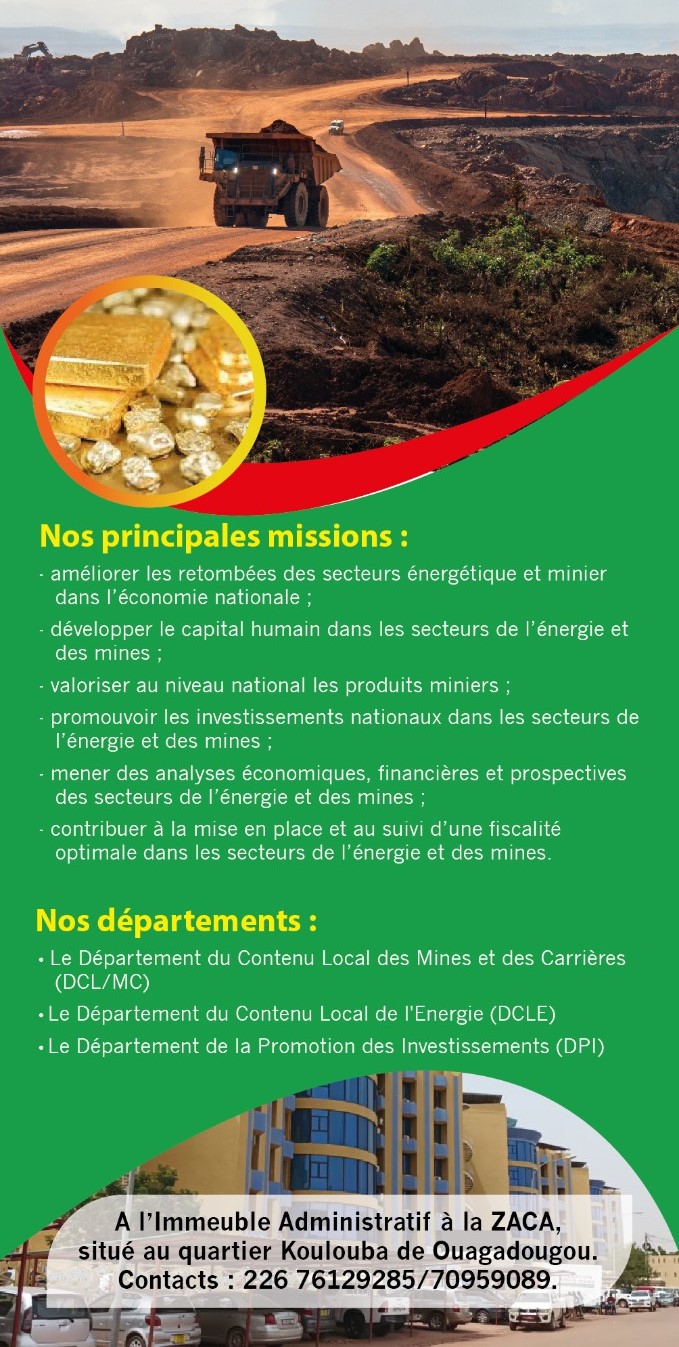 Nos principales missions :
- améliorer les retombées des secteurs énergétique et minier
dans l'économie nationale ;
- développer le capital humain dans les secteurs de l'énergie et
des mines ;
- valoriser au niveau national les produits miniers ;
- promouvoir les investissements nationaux dans les secteurs de
l'énergie et des mines ;
- mener des analyses économiques, financières et prospectives
des secteurs de l'énergie et des mines ;
- contribuer à la mise en place et au suivi d'une fiscalité
optimale dans les secteurs de l'énergie et des mines.
Nos départements :
• Le Département du Contenu Local des Mines et des Carrières
(DCL/MC)
• Le Département du Contenu Local de l'Energie (DCLE)
• Le Département de la Promotion des Investissements (DPI)
A l'Immeuble Administratif à la ZACA,
situé au quartier Koulouba de Ouagadougou.
Contacts : 226 76129285/70959089.